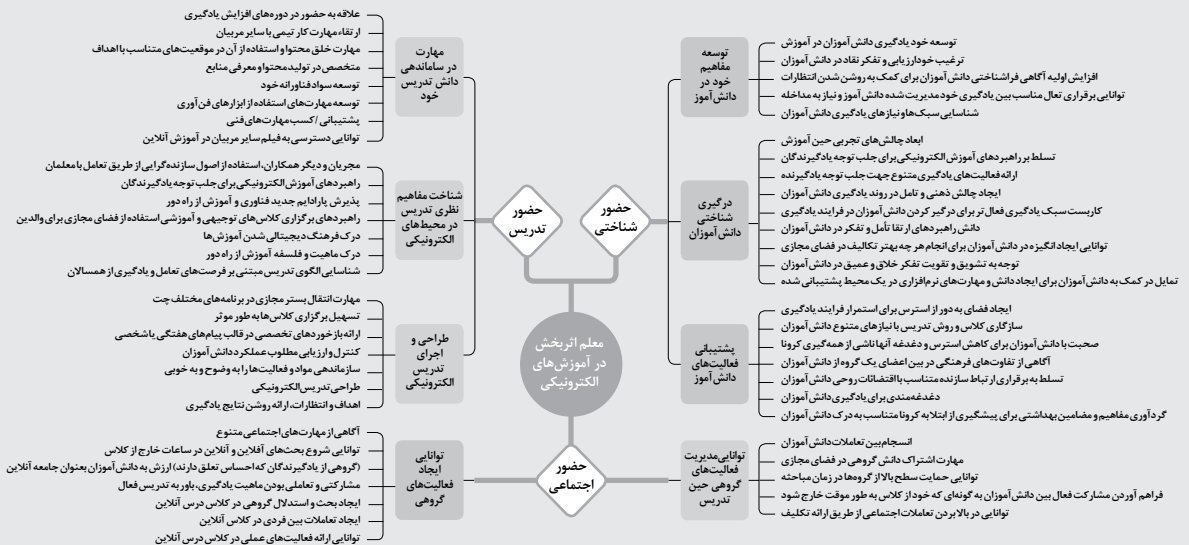 توسعه مفاهیم خود در دانش‌آموز
توسعه خود یادگیری دانش‌آموزان در آموزش
ترغیب خودارزیابی و تفکر نقاد در دانش‌آموزان
افزایش اولیه آگاهی فراشناختی دانش‌آموزان برای کمک به روشن شدن انتظارات
توانایی برقراری تعال مناسب بین یادگیری خود مدیریت شده دانش‌آموز و نیاز به مداخله
شناسایی سبک‌ها و نیازهای یادگیری دانش‌آموزان
درگیری شناختی دانش‌آموزان
ابعاد چالش‌های تجربی حین آموزش
تسلط بر راهبردهای آموزش الکترونیکی برای جلب توجه یادگیرندگان
ارائه فعالیت‌های یادگیری متنوع جهت جلب توجه یادگیرنده
ایجاد چالش ذهنی و تامل در روند یادگیری دانش‌آموزان
کاربست سبک یادگیری فعال‌تر برای درگیر کردن دانش‌آموزان در فرایند یادگیری
دانش راهبردهای ارتقا تأمل و تفکر در دانش‌آموزان
توانایی ایجاد انگیزه در دانش‌آموزان برای انجام هر چه بهتر تکالیف در فضای مجازی
توجه به تشویق و تقویت تفکر خلاق و عمیق در دانش‌آموزان
تمایل در کمک به دانش‌آموزان برای ایجاد دانش و مهارت‌های نرم‌افزاری در یک محیط پشتیبانی شده
پشتیبانی فعالیت‌های دانش‌آموز
ایجاد فضای به دور از استرس برای استمرار فرایند یادگیری
سازگاری کلاس و روش تدریس با نیازهای متنوع دانش‌آموزان
صحبت با دانش‌آموزان برای کاهش استرس و دغدغه آنها ناشی از همه‌گیری کرونا
آگاهی از تفاوت‌های فرهنگی در بین اعضای یک گروه از دانش‌آموزان
تسلط به برقراری ارتباط سازنده متناسب با اقتضائات روحی دانش‌آموزان
دغدغه‌مندی برای یادگیری دانش‌آموزان
گردآوری مفاهیم و مضامین بهداشتی برای پیشگیری از ابتلا به کرونا متناسب به درک دانش‌آموزان
توانایی مدیریت فعالیت‌های گروهی حین تدریس
انسجام بین تعاملات دانش‌آموزان
مهارت اشتراک دانش گروهی در فضای مجازی
توانایی حمایت سطح بالا از گروه‌ها در زمان مباحثه
فراهم آوردن مشارکت فعال بین دانش‌آموزان به گونه‌ای که خود از کلاس به طور موقت خارج شود
توانایی در بالا بردن تعاملات اجتماعی از طریق ارائه تکلیف
حضور شناختی
حضور تدریس
معلم اثربخش در آموزش‌های الکترونیکی
حضور اجتماعی
مهارت در ساماندهی دانش تدریس خود
علاقه به حضور در دوره‌های افزایش یادگیری
ارتقاء مهارت کار تیمی با سایر مربیان
مهارت خلق محتوا و استفاده از آن در موقعیت‌های متناسب با اهداف
متخصص در تولید محتوا و معرفی منابع
توسعه سواد فناورانه خود
توسعه مهارت‌های استفاده از ابزارهای فن‌آوری
پشتیبانی / کسب مهارت‌های فنی
توانایی دسترسی به فیلم سایر مربیان در آموزش آنلاین
شناخت مفاهیم نظری تدریس در محیط‌های الکترونیکی
مجریان و دیگر همکاران، استفاده از اصول سازنده‌گرایی از طریق تعامل با معلمان
راهبردهای آموزش الکترونیکی برای جلب توجه یادگیرندگان
پذیرش پارادایم جدید فناوری و آموزش از راه دور
راهبردهای برگزاری کلاس‌های توجیهی و آموزشی استفاده از فضای مجازی برای والدین
درک فرهنگ دیجیتالی شدن آموزش‌ها
درک ماهیت و فلسفه آموزش از راه دور
شناسایی الگوی تدریس مبتنی بر فرصت‌های تعامل و یادگیری از همسالان
طراحی و اجرای تدریس الکترونیکی
مهارت انتقال بستر مجازی در برنامه‌های مختلف چت
تسهیل برگزاری کلاس‌ها به طور موثر
ارائه بازخوردهای تخصصی در قالب پیام‌های هفتگی یا شخصی
کنترل و ارزیابی مطلوب عملکرد دانش‌آموزان
سازماندهی مواد و فعالیت‌ها را به وضوح و به خوبی
طراحی تدریس الکترونیکی
اهداف و انتظارات، ارائه روشن نتایج یادگیری
توانایی ایجاد فعالیت‌های گروهی
آگاهی از مهارت‌های اجتماعی متنوع
توانایی شروع بحث‌های آفلاین و آنلاین در ساعات خارج از کلاس
(گروهی از یادگیرندگان که احساس تعلق دارند) ارزش به دانش‌آموزان بعنوان جامعه آنلاین
مشارکتی و تعاملی بودن ماهیت یادگیری، باور به تدریس فعال
ایجاد بحث و استدلال گروهی در کلاس درس آنلاین
ایجاد تعاملات بین فردی در کلاس آنلاین
توانایی ارائه فعالیت‌های عملی در کلاس درس آنلاین